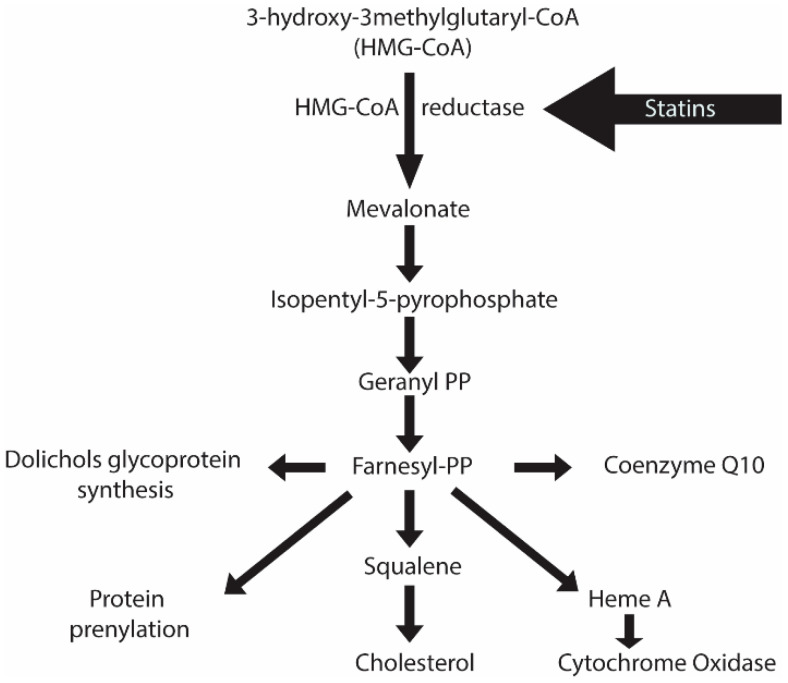 3-hydroxy-3methylglutaryl-CoA
(HMG-CoA)
HMG-CoA reductase
Statins
Mevalonate
Isopentyl-5-pyrophosphate
Geranyl PP
Dolichols glycoprotein
synthesis
Farnesyl-PP
Coenzyme Q10
Squalene
Protein
prenylation
Heme A
Cholesterol
Cytochrome Oxidase